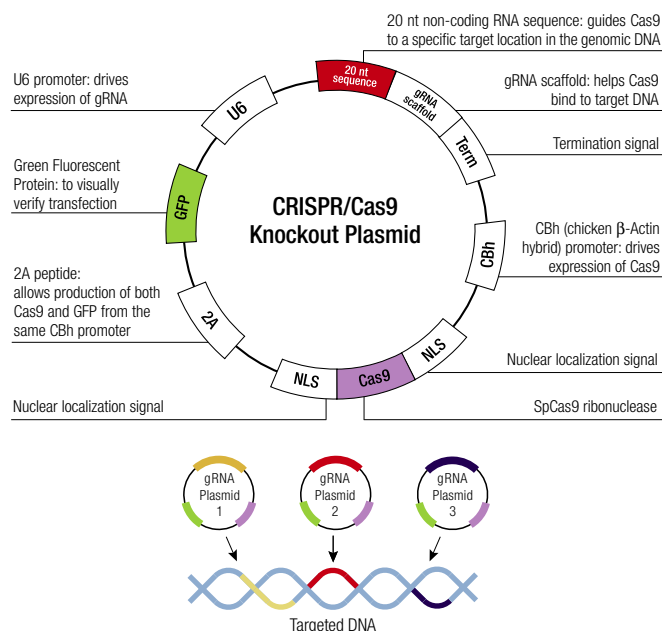 20 nt non-coding RNA sequence: guides Cas9
to a specific target location in the genomic DNA
U6 promoter: drives
expression of gRNA
20 nt
sequence
gRNA
scaffold
gRNA scaffold: helps Cas9
bind to target DNA
U6
Term
Termination signal
Green Fluorescent
Protein: to visually
verify transfection
GFP
CRISPR/Cas9
Knockout Plasmid
CBh
CBh (chicken β-Actin
hybrid) promoter: drives
expression of Cas9
2A peptide:
allows production of both
Cas9 and GFP from the
same CBh promoter
2A
NLS
Cas9
NLS
Nuclear localization signal
Nuclear localization signal
SpCas9 ribonuclease
gRNA
Plasmid
1
gRNA
Plasmid
2
gRNA
Plasmid
3
Targeted DNA